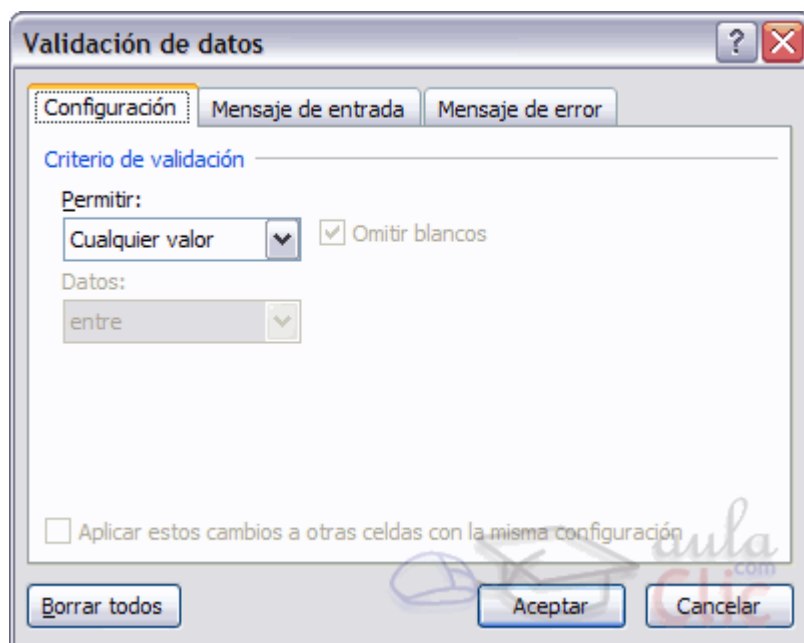 Validación de datos
Configuración Mensaje de entrada Mensaje de error
Criterio de validación
Permitir:
Cualquier valor Omitir blancos
Datos:
entre
Aplicar estos cambios a otras celdas con la misma configuración
aula
Clic .com
Borrar todos Aceptar Cancelar